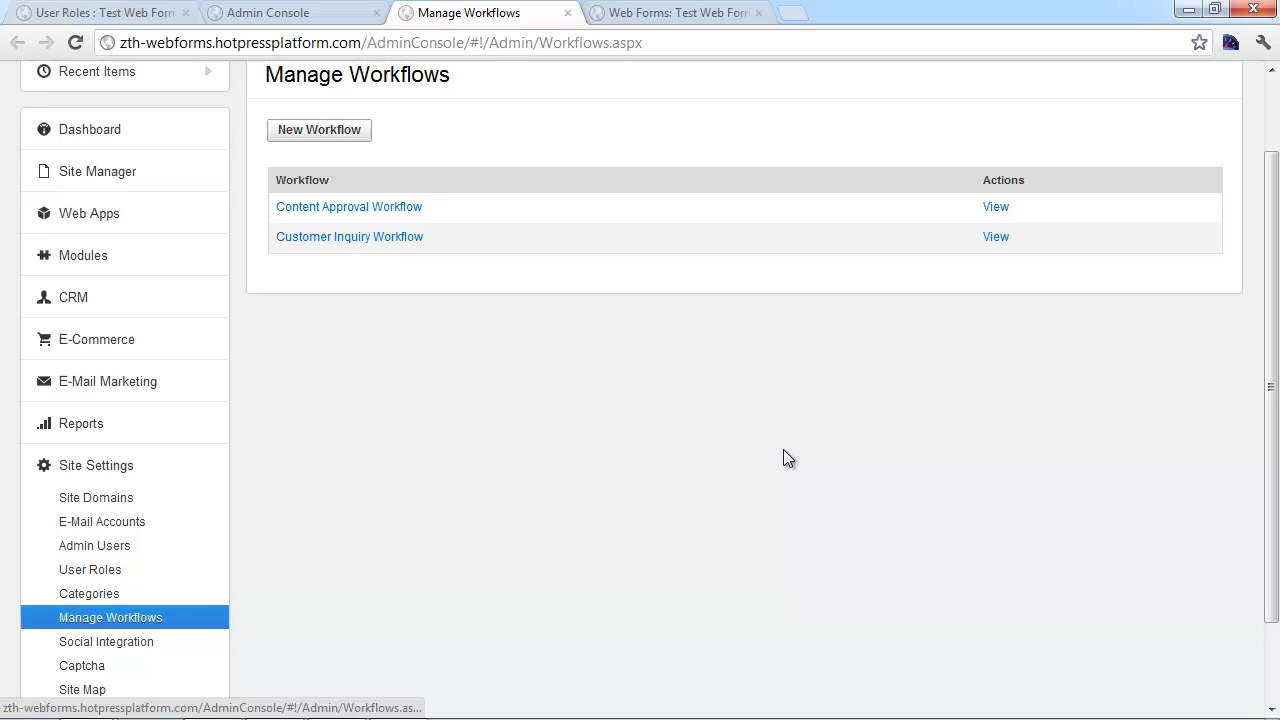 User Roles : Test Web Form
Admin Console
Manage Workflows
Web Forms: Test Web Form
zth-webforms.hotpressplatform.com/AdminConsole/#!/Admin/Workflows.aspx
Recent Items
Manage Workflows
Dashboard
New Workflow
Site Manager
Workflow
Actions
Content Approval Workflow
View
Web Apps
Customer Inquiry Workflow
View
Modules
CRM
E-Commerce
E-Mail Marketing
Reports
Site Settings
Site Domains
E-Mail Accounts
Admin Users
User Roles
Categories
Manage Workflows
Social Integration
Captcha
Site Map
zth-webforms.hotpressplatform.com/AdminConsole/#!/Admin/Workflows.as...